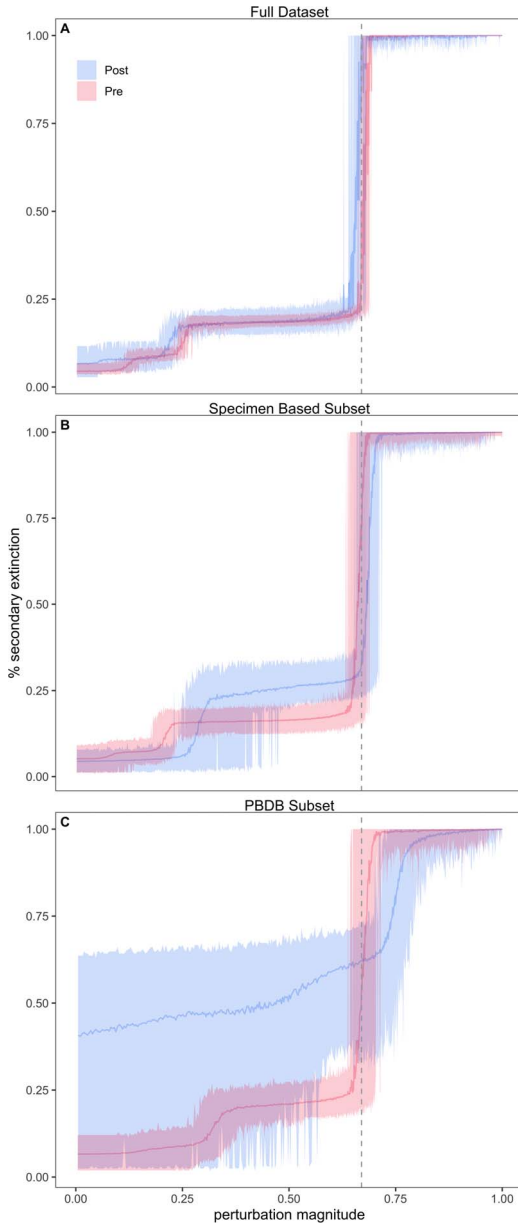 Full Dataset
A
1.00
0.75
0.50
0.25
0.00
Post
Pre
Specimen Based Subset
B
1.00
0.75
0.50
0.25
0.00
% secondary extinction
PBDB Subset
C
1.00
0.75
0.50
0.25
0.00
0.00 0.25 0.50 0.75 1.00
perturbation magnitude